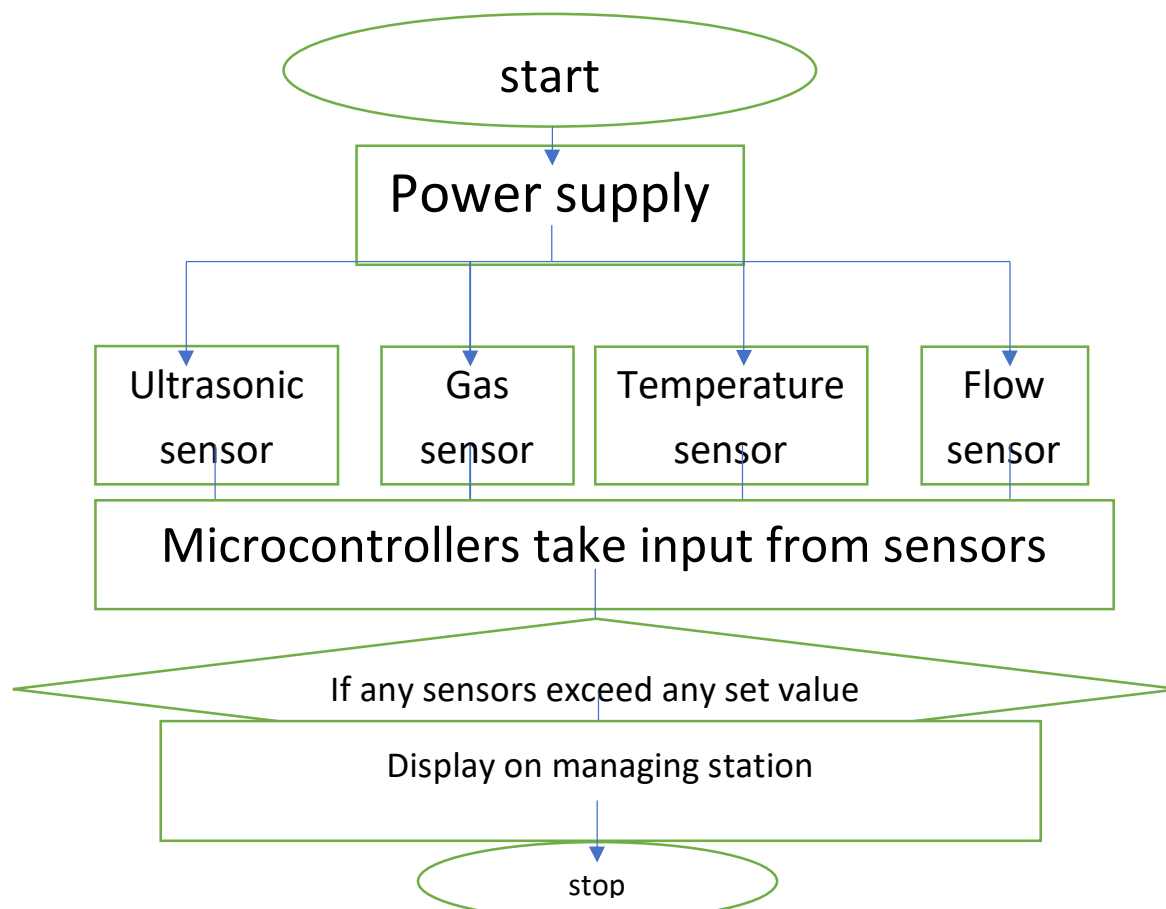 start
Power supply
Ultrasonic
sensor
Gas
sensor
Temperature
sensor
Flow
sensor
Microcontrollers take input from sensors
If any sensors exceed any set value
Display on managing station
stop